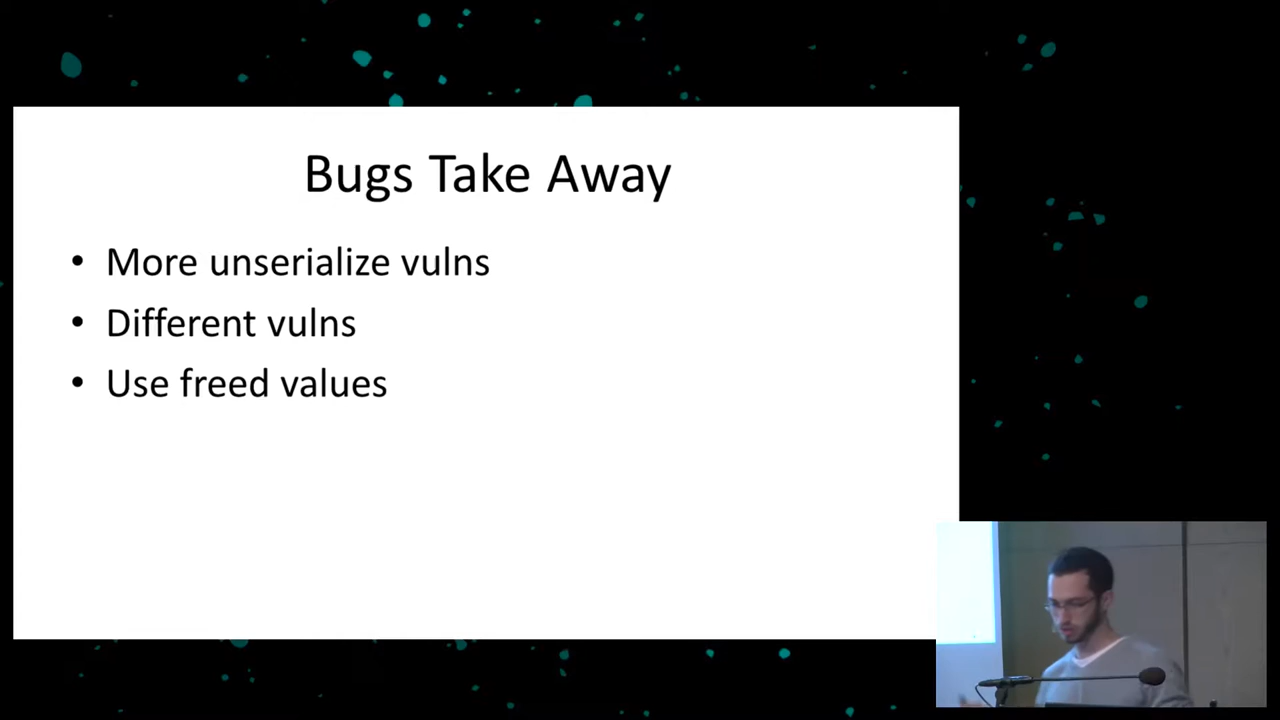 Bugs Take Away
• More unserialize vulns
• Different vulns
• Use freed values